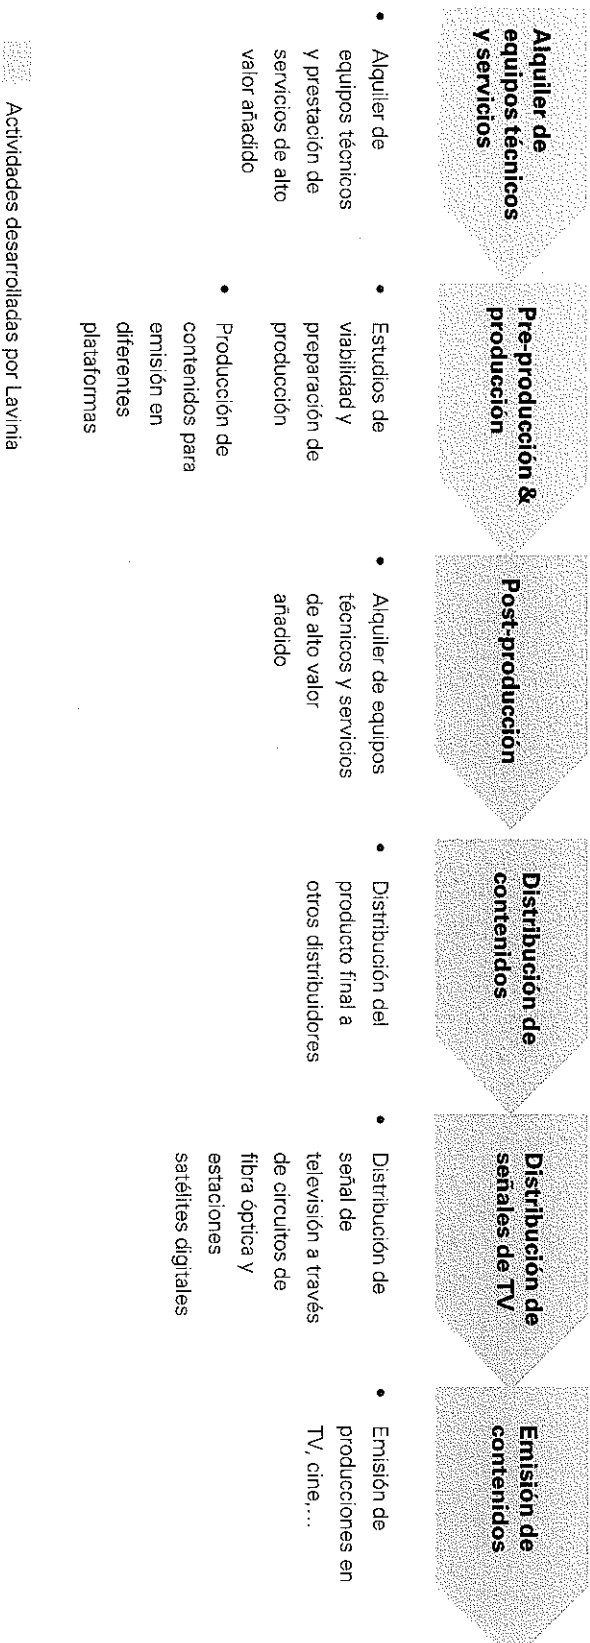 Alquiler de
equipos técnicos
y servicios
Pre-producción &
producción
Post-producción
Distribución de
contenidos
Distribución de
señales de TV
Emisión de
contenidos
• Alquiler de
equipos técnicos
y prestación de
servicios de alto
valor añadido
• Estudios de
viabilidad y
preparación de
producción
• Producción de
contenidos para
emisión en
diferentes
plataformas
• Alquiler de equipos
técnicos y servicios
de alto valor
añadido
• Distribución del
producto final a
otros distribuidores
• Distribución de
señal de
televisión a través
de circuitos de
fibra óptica y
estaciones
satélites digitales
• Emisión de
producciones en
TV, cine,...
Actividades desarrolladas por Lavinia